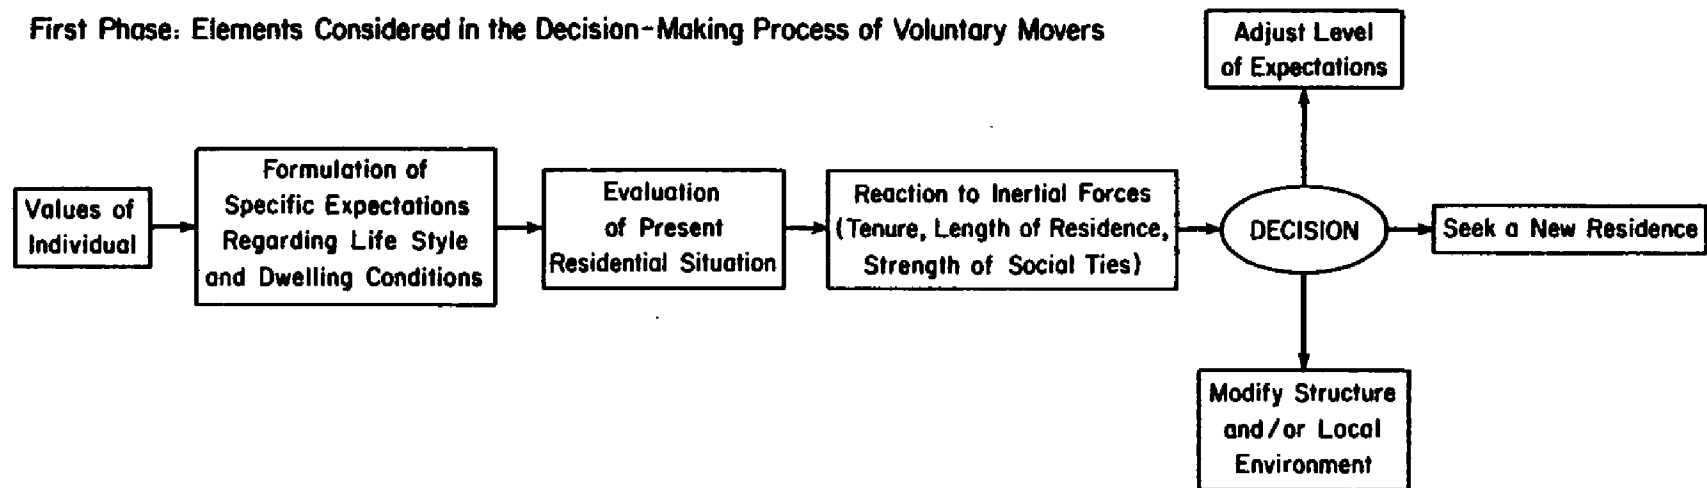 First Phase: Elements Considered in the Decision-Making Process of Voluntary Movers
Values of
Individual
Formulation of
Specific Expectations
Regarding Life Style
and Dwelling Conditions
Evaluation
of Present
Residential Situation
Reaction to Inertial Forces
(Tenure, Length of Residence,
Strength of Social Ties)
DECISION
Adjust Level
of Expectations
Seek a New Residence
Modify Structure
and/or Local
Environment